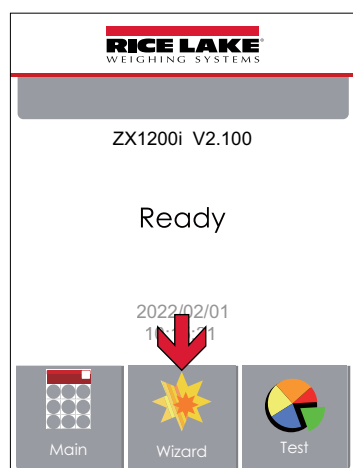 RICE LAKE
WEIGHING SYSTEMS
ZX1200i V2.100
Ready
2022/02/01
Main Wizard Test